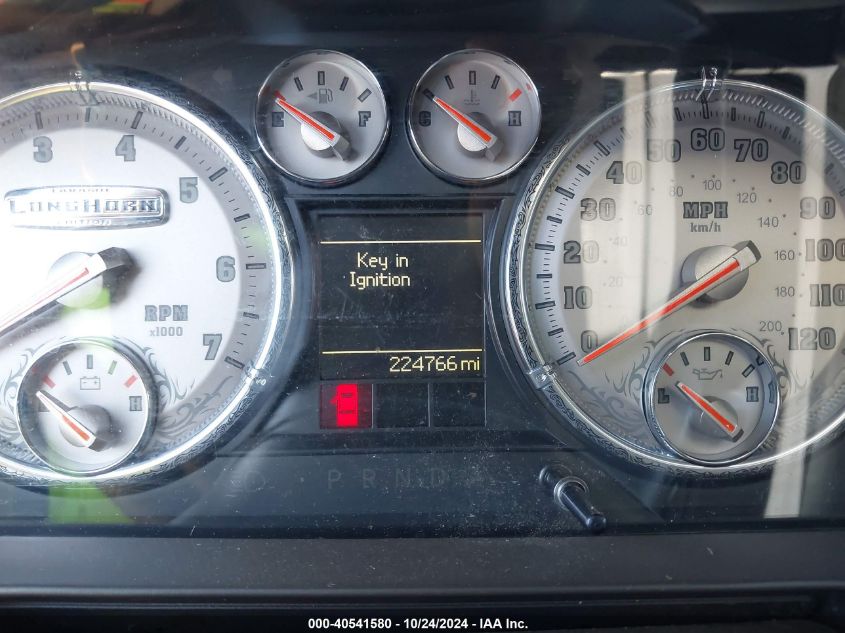 3 4 5 6 7
LONGHORN
EDITION
RPM
x1000
H
E F
C H
Key in
Ignition
224766 mi
P R N D
0 10 20 30 40 50 60 70 80 90 100 110 120
60 80 100 120 140 160 180 200
MPH
km/h
L H
000-40541580 - 10/24/2024 - IAA Inc.